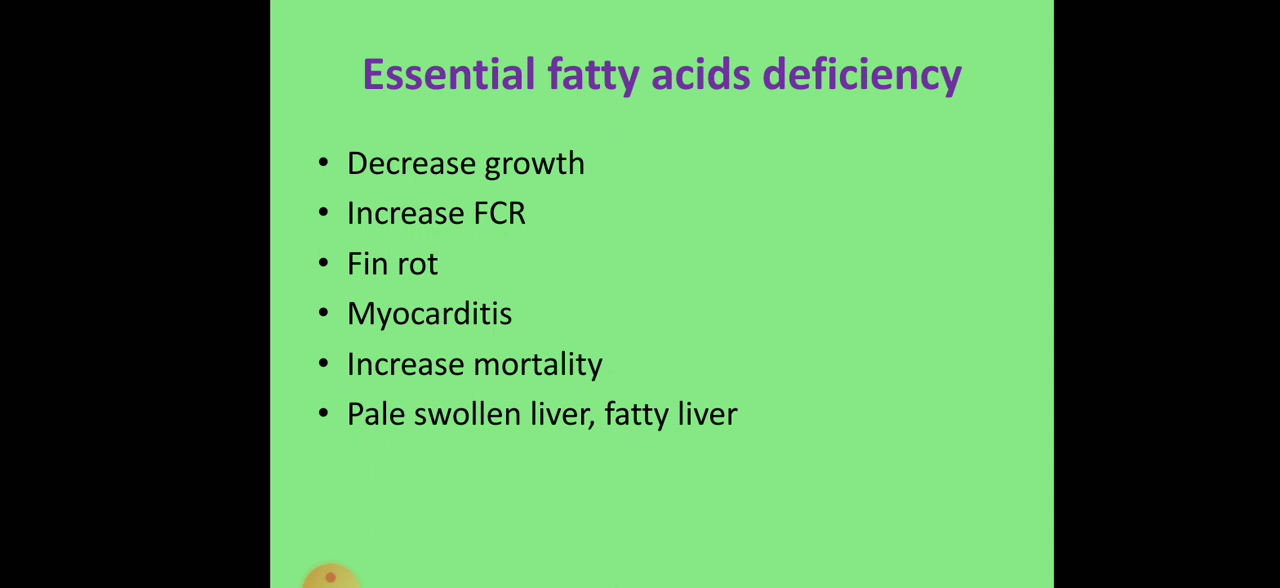 Essential fatty acids deficiency
• Decrease growth
• Increase FCR
• Fin rot
• Myocarditis
• Increase mortality
• Pale swollen liver, fatty liver